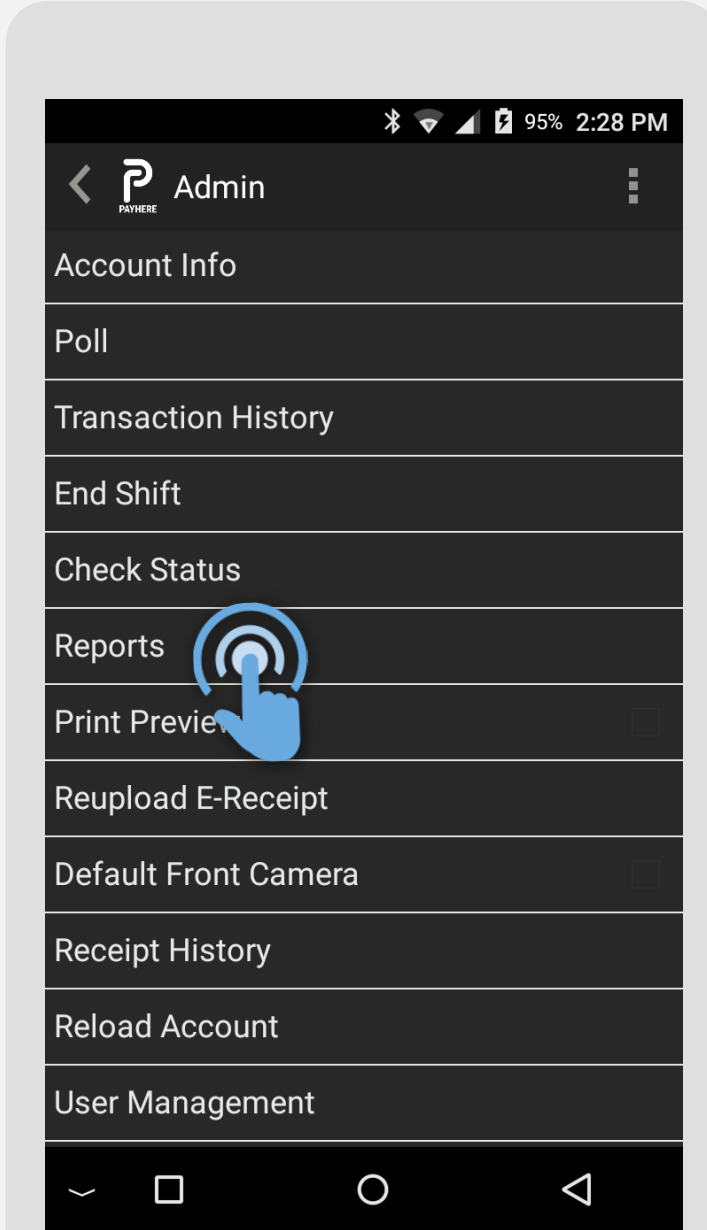 95% 2:28 PM
PAYHERE
Admin
Account Info
Poll
Transaction History
End Shift
Check Status
Reports
Print Preview
Reupload E-Receipt
Default Front Camera
Receipt History
Reload Account
User Management